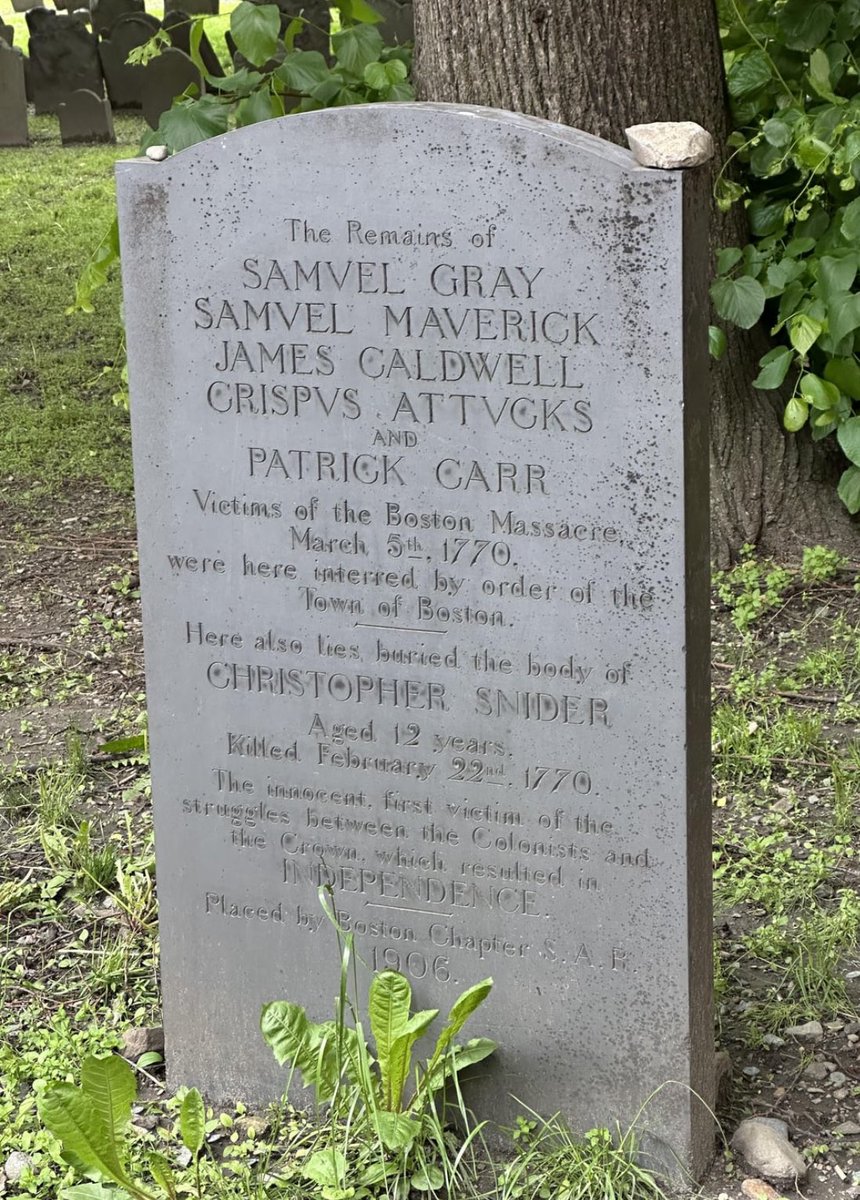 The Remains of
SAMVEL GRAY
SAMVEL MAVERICK
JAMES CALDWELL
CRISPVS ATTVCKS
AND
PATRICK CARR
Victims of the Boston Massacre,
March 5th, 1770.
were here interred by order of the
Town of Boston.
Here also lies buried the body of
CHRISTOPHER SNIDER
Aged 12 years.
Killed February 22nd, 1770.
The innocent, first victim of the
struggles between the Colonists and
the Crown, which resulted in
INDEPENDENCE.
Placed by Boston Chapter S.A.R.
1906.